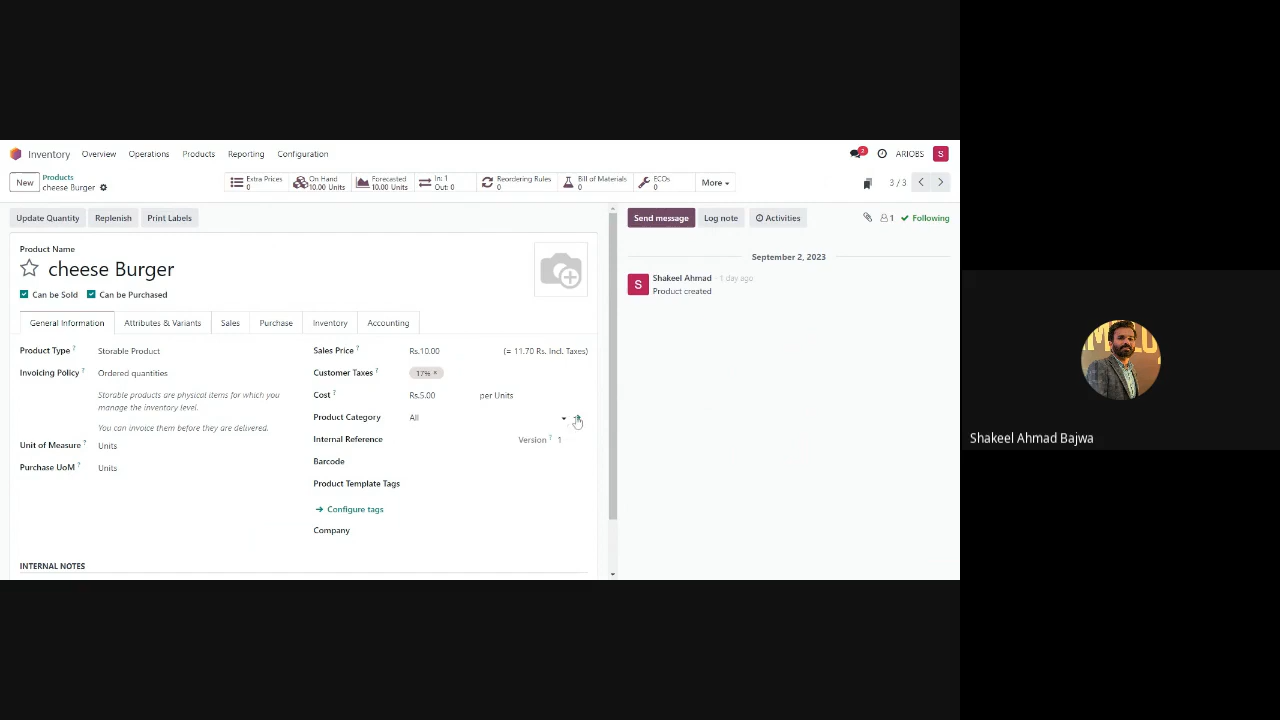 Inventory Overview Operations Products Reporting Configuration 2 ARIOBS S
New Products cheese Burger Extra Prices 0 On Hand 10.00 Units Forecasted 10.00 Units In: 1 Out: 0 Reordering Rules 0 Bill of Materials 0 ECOs 0 More 3 / 3
Update Quantity Replenish Print Labels Send message Log note Activities 1 Following
Product Name
cheese Burger
Can be Sold Can be Purchased
General Information Attributes & Variants Sales Purchase Inventory Accounting
Product Type ? Storable Product
Invoicing Policy ? Ordered quantities
Storable products are physical items for which you
manage the inventory level.
You can invoice them before they are delivered.
Unit of Measure ? Units
Purchase UoM ? Units
Sales Price ? Rs.10.00 (= 11.70 Rs. Incl. Taxes)
Customer Taxes ? 17% ×
Cost ? Rs.5.00 per Units
Product Category All
Internal Reference Version ? 1
Barcode
Product Template Tags
Configure tags
Company
INTERNAL NOTES
September 2, 2023
S Shakeel Ahmad - 1 day ago
Product created
Shakeel Ahmad Bajwa